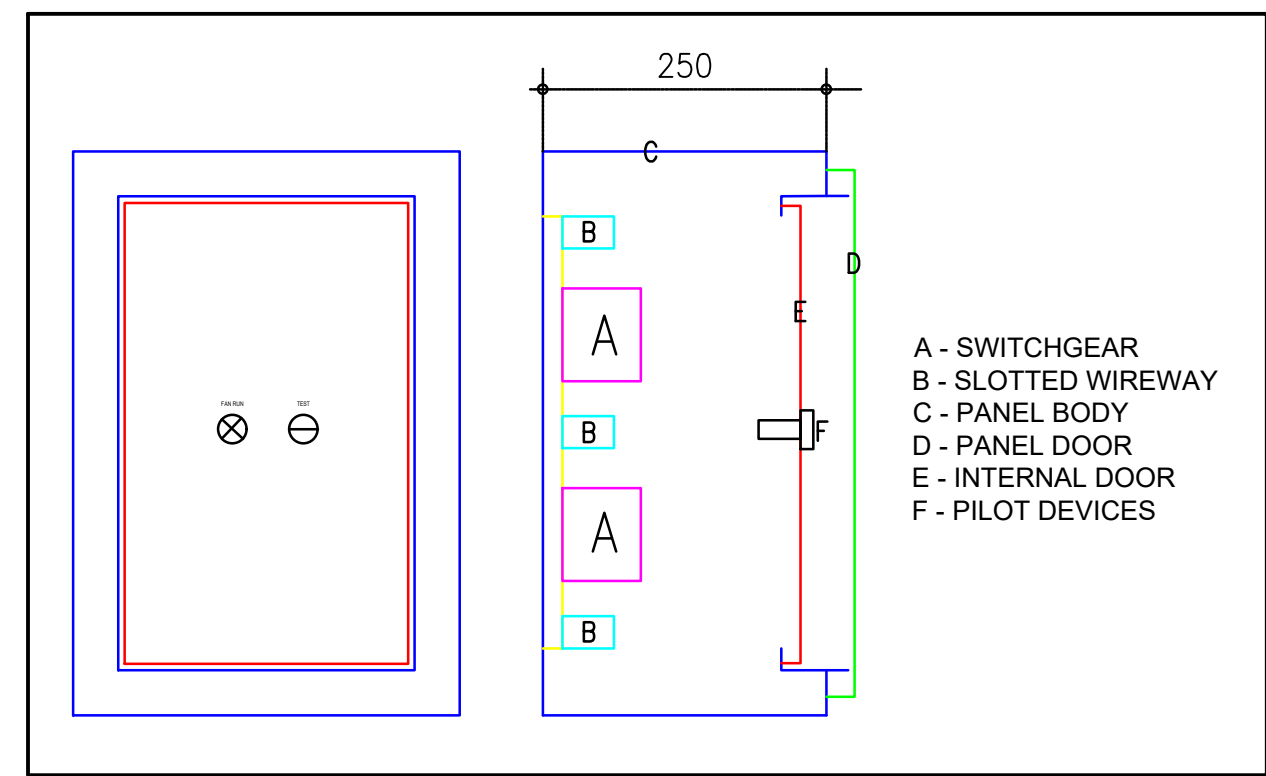 250
C
B
D
E
A
FAN RUN
TEST
B
F
A
B
A - SWITCHGEAR
B - SLOTTED WIREWAY
C - PANEL BODY
D - PANEL DOOR
E - INTERNAL DOOR
F - PILOT DEVICES